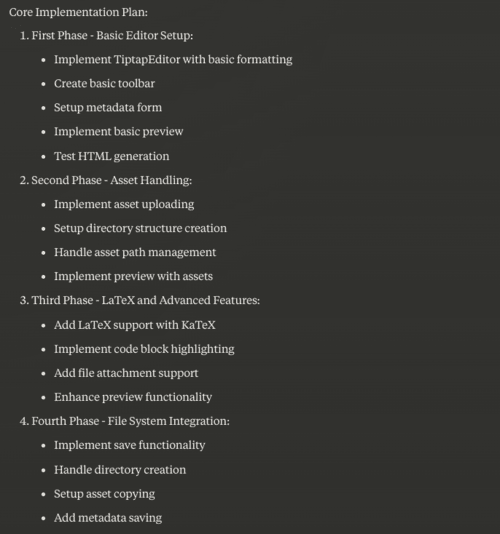 Core Implementation Plan:
1. First Phase - Basic Editor Setup:
• Implement TiptapEditor with basic formatting
• Create basic toolbar
• Setup metadata form
• Implement basic preview
• Test HTML generation
2. Second Phase - Asset Handling:
• Implement asset uploading
• Setup directory structure creation
• Handle asset path management
• Implement preview with assets
3. Third Phase - LaTeX and Advanced Features:
• Add LaTeX support with KaTeX
• Implement code block highlighting
• Add file attachment support
• Enhance preview functionality
4. Fourth Phase - File System Integration:
• Implement save functionality
• Handle directory creation
• Setup asset copying
• Add metadata saving